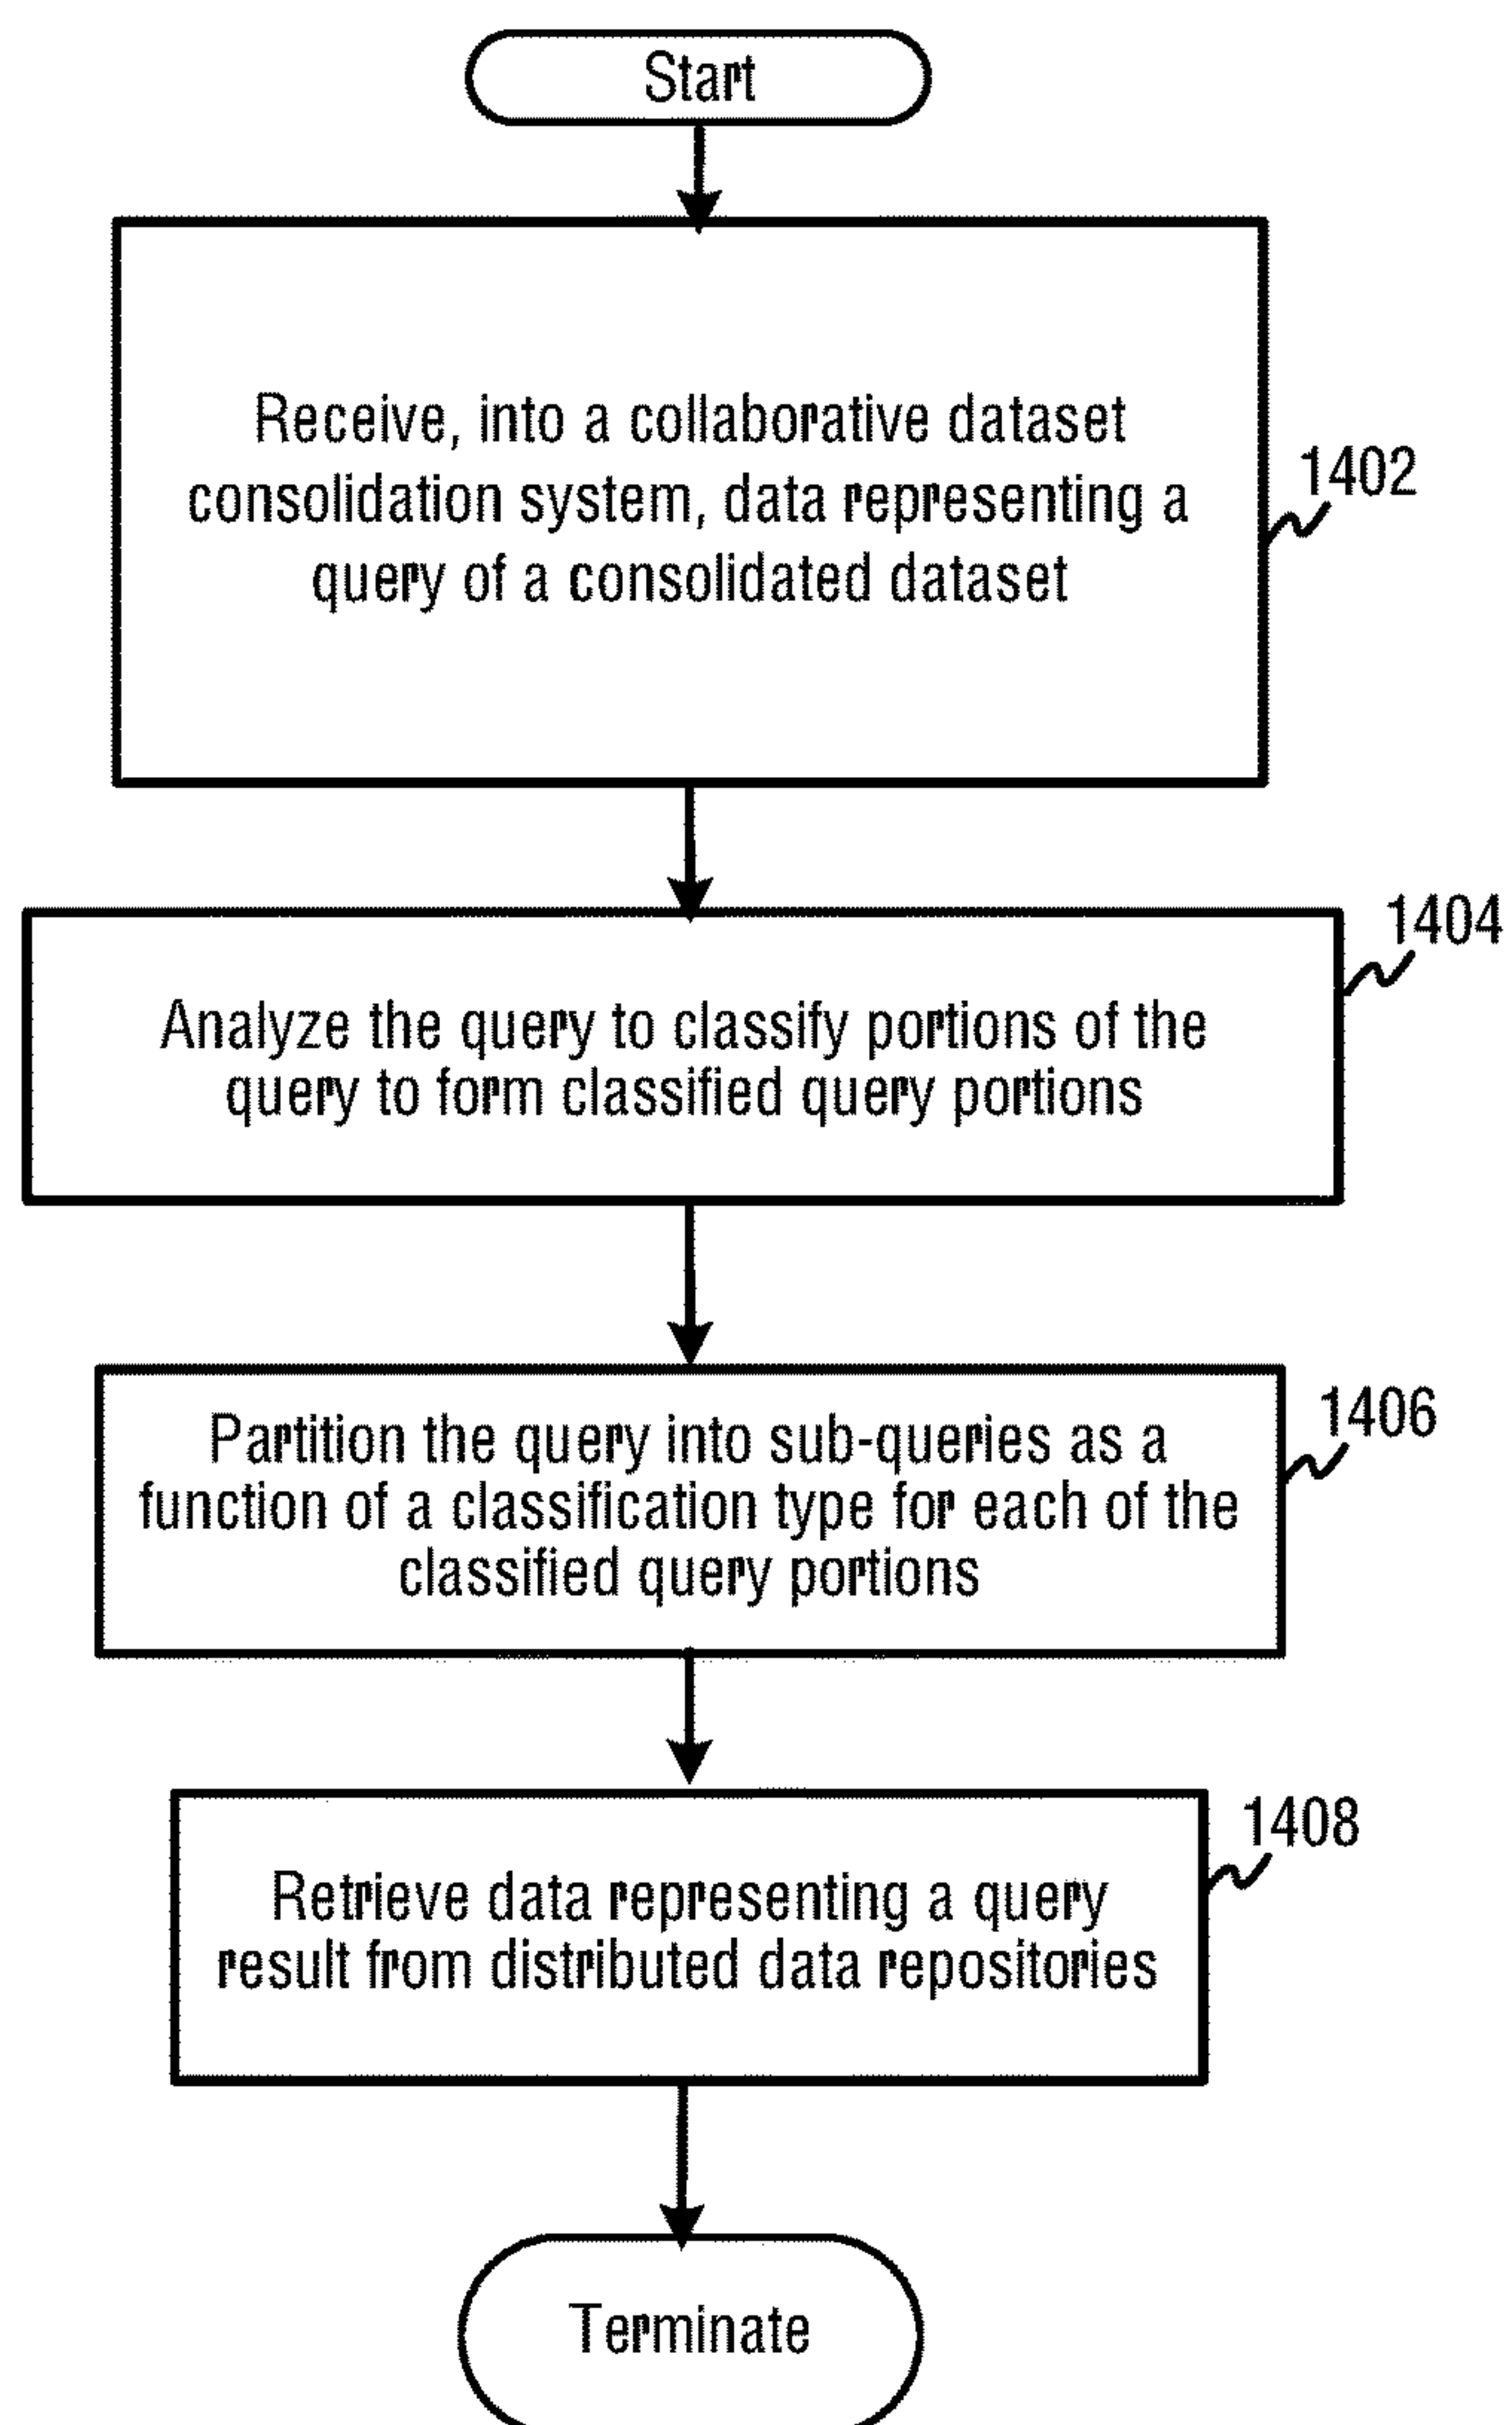 Start
Receive, into a collaborative dataset
consolidation system, data representing a
query of a consolidated dataset
1402
Analyze the query to classify portions of the
query to form classified query portions
1404
Partition the query into sub-queries as a
function of a classification type for each of the
classified query portions
1406
Retrieve data representing a query
result from distributed data repositories
1408
Terminate